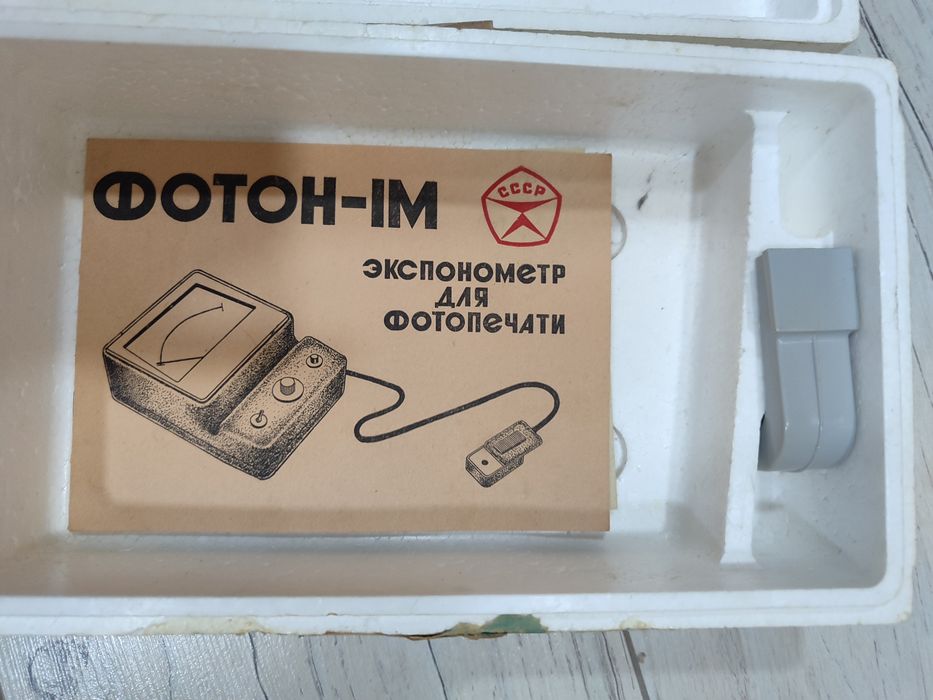 ФОТОН-1М
СССР
экспонометр
для
фотопечати